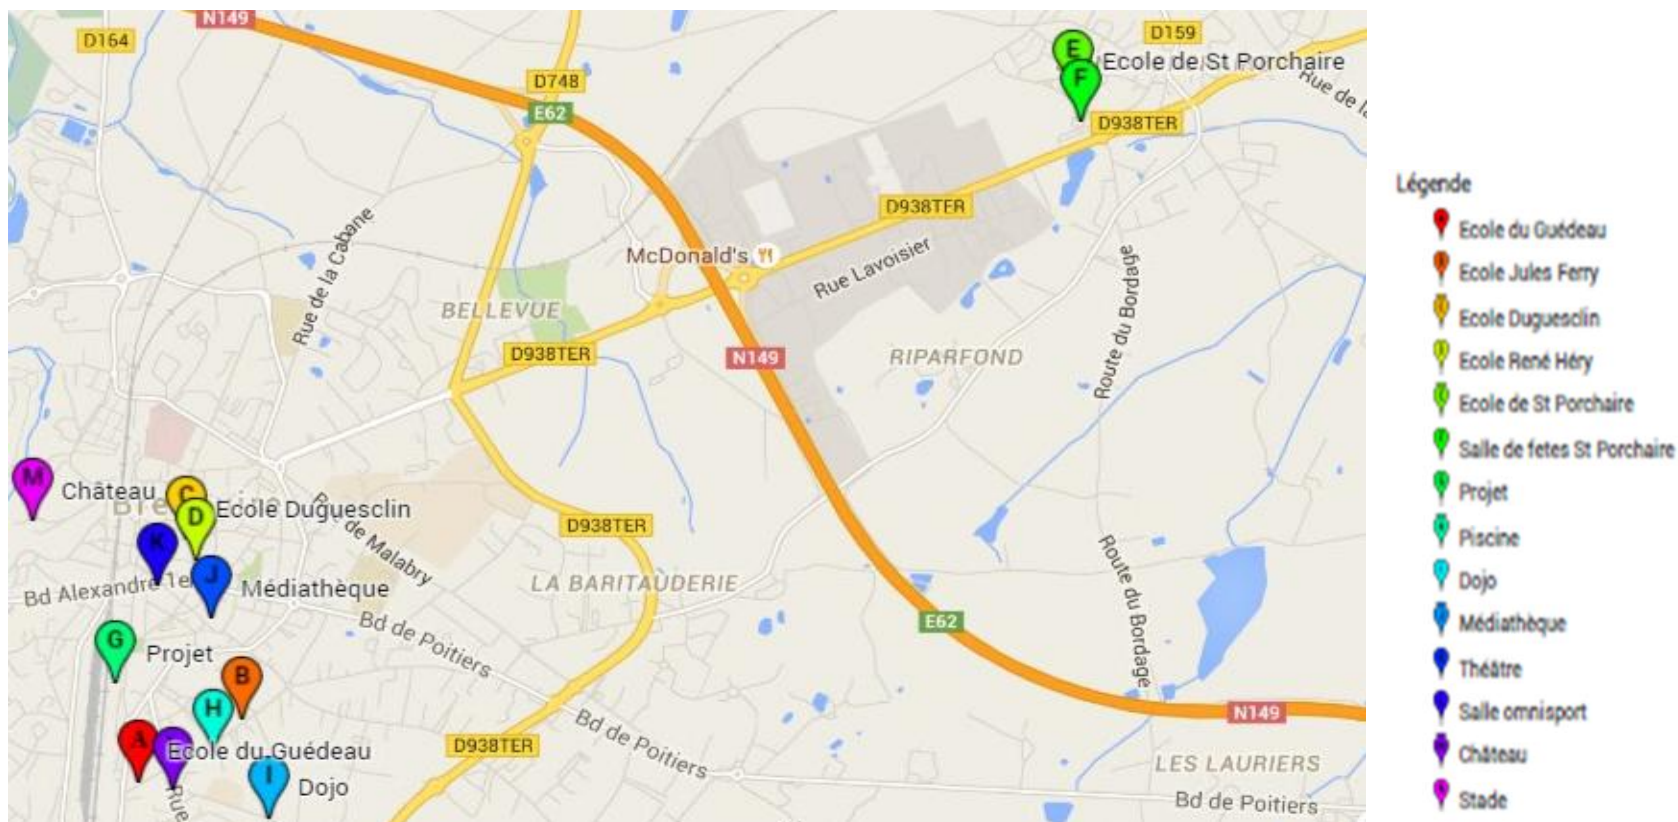 N149
D164
D159
E
Ecole de St Porchaire
F
Rue de la
D748
E62
D938TER
D938TER
Rue de la Cabane
McDonald's
Rue Lavoisier
Route du Bordage
BELLEVUE
D938TER
N149
RIPARFOND
M
Château
C
D
Ecole Duguesclin
Rue de Malabry
D938TER
K
J
Médiathèque
Bd Alexandre 1e
LA BARITAUDERIE
Route du Bordage
E62
Bd de Poitiers
G
Projet
B
H
N149
Bd de Poitiers
D938TER
A
Ecole du Guédeau
Rue
I
Dojo
LES LAURIERS
Bd de Poitiers
Légende
Ecole du Guédeau
Ecole Jules Ferry
Ecole Duguesclin
Ecole René Héry
Ecole de St Porchaire
Salle de fetes St Porchaire
Projet
Piscine
Dojo
Médiathèque
Théâtre
Salle omnisport
Château
Stade